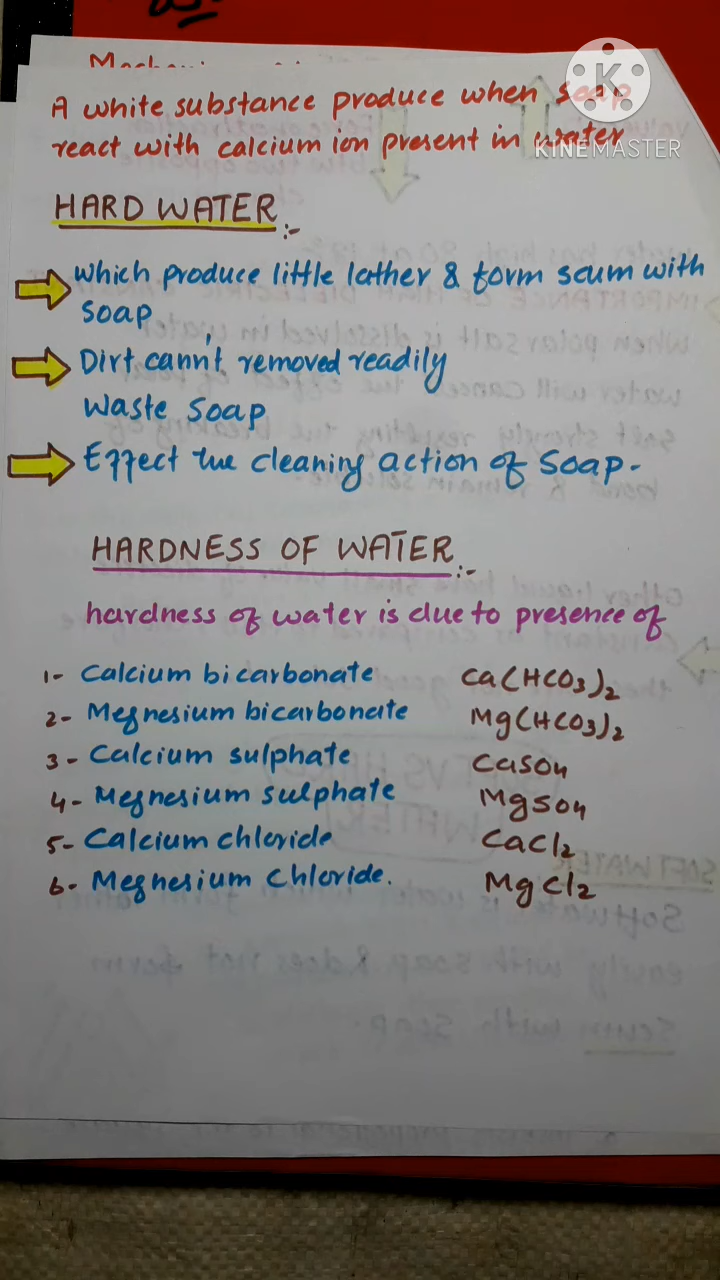 A white substance produce when soap
react with calcium ion present in water
KINEMASTER
HARD WATER:-
which produce little lather & form scum with
soap
Dirt cann't removed readily
Waste Soap
Effect the cleaning action of Soap.
HARDNESS OF WATER:-
hardness of water is due to presence of
1- Calcium bicarbonate Ca(HCO3)2
2- Megnesium bicarbonate Mg(HCO3)2
3- Calcium sulphate CaSO4
4- Megnesium sulphate MgSO4
5- Calcium chloride CaCl2
6- Megnesium Chloride. MgCl2